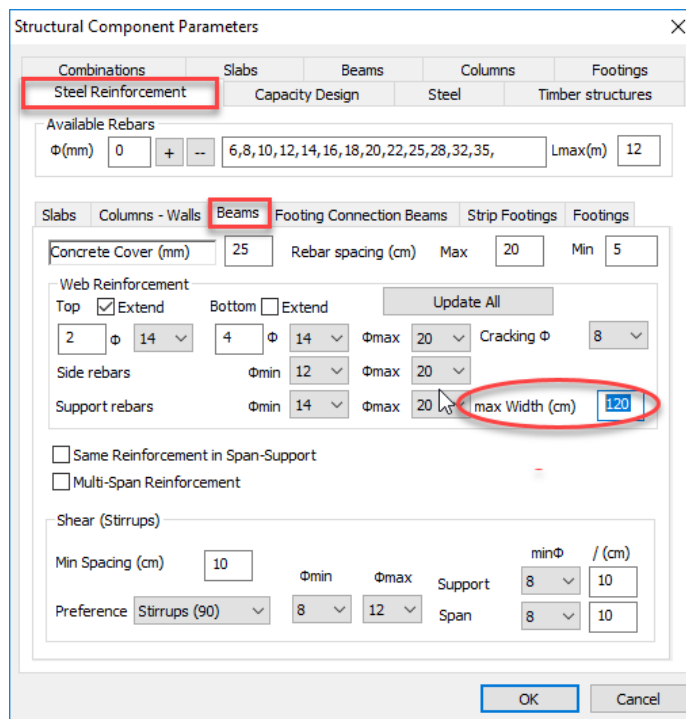 Structural Component Parameters
Combinations Slabs Beams Columns Footings
Steel Reinforcement Capacity Design Steel Timber structures
Available Rebars
Φ(mm) 0 + -- 6,8,10,12,14,16,18,20,22,25,28,32,35, Lmax(m) 12
Slabs Columns - Walls Beams Footing Connection Beams Strip Footings Footings
Concrete Cover (mm) 25 Rebar spacing (cm) Max 20 Min 5
Web Reinforcement
Top Extend Bottom Extend Update All
2 Φ 14 4 Φ 14 Φmax 20 Cracking Φ 8
Side rebars Φmin 12 Φmax 20
Support rebars Φmin 14 Φmax 20 max Width (cm) 120
Same Reinforcement in Span-Support
Multi-Span Reinforcement
Shear (Stirrups)
minΦ / (cm)
Min Spacing (cm) 10
Φmin Φmax Support 8 10
Preference Stirrups (90) 8 12 Span 8 10
OK Cancel